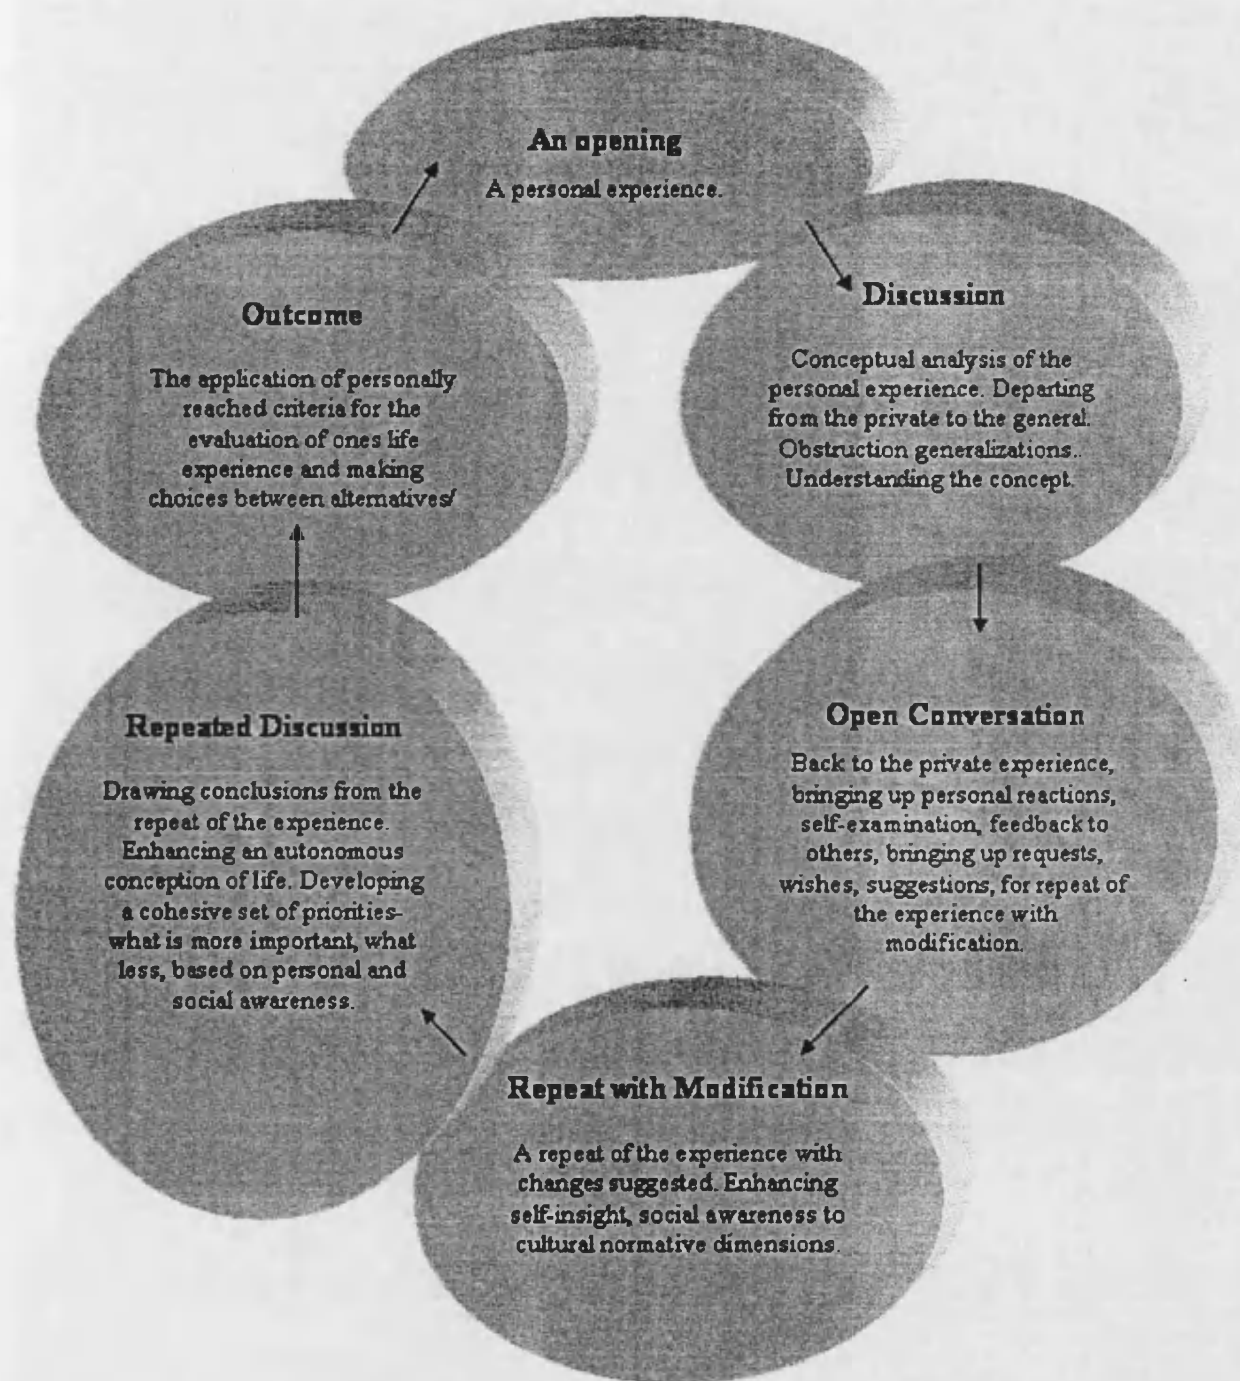 An opening
A personal experience.
Discussion
Conceptual analysis of the
personal experience. Departing
from the private to the general.
Obstruction generalizations..
Understanding the concept.
Open Conversation
Back to the private experience,
bringing up personal reactions,
self-examination, feedback to
others, bringing up requests,
wishes, suggestions, for repeat of
the experience with
modification.
Repeat with Modification
A repeat of the experience with
changes suggested. Enhancing
self-insight, social awareness to
cultural normative dimensions.
Repeated Discussion
Drawing conclusions from the
repeat of the experience.
Enhancing an autonomous
conception of life. Developing
a cohesive set of priorities-
what is more important, what
less, based on personal and
social awareness.
Outcome
The application of personally
reached criteria for the
evaluation of ones life
experience and making
choices between alternatives/